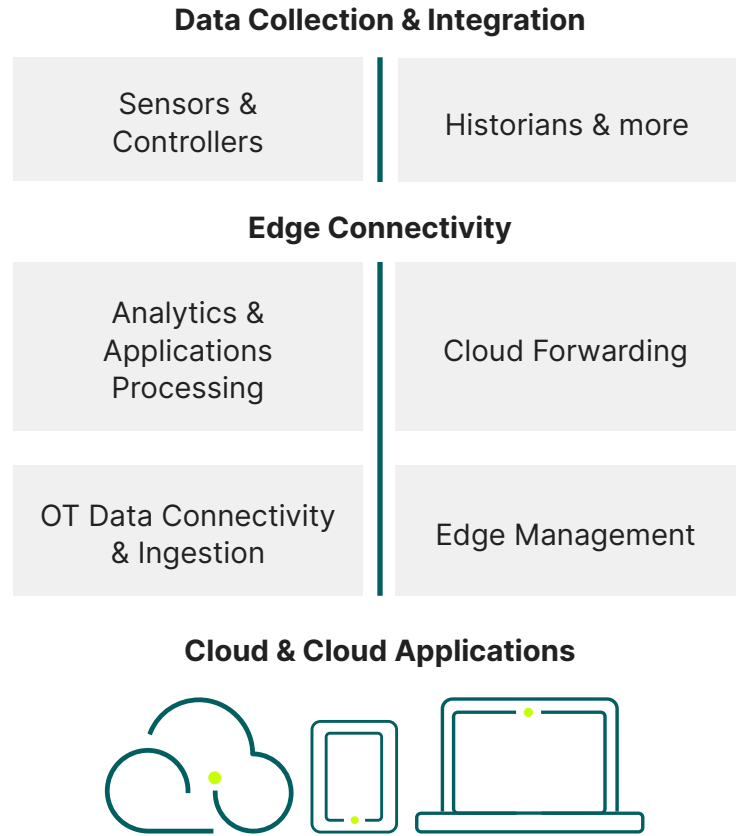 Data Collection & Integration
Sensors &
Controllers
Historians & more
Edge Connectivity
Analytics &
Applications
Processing
Cloud Forwarding
OT Data Connectivity
& Ingestion
Edge Management
Cloud & Cloud Applications